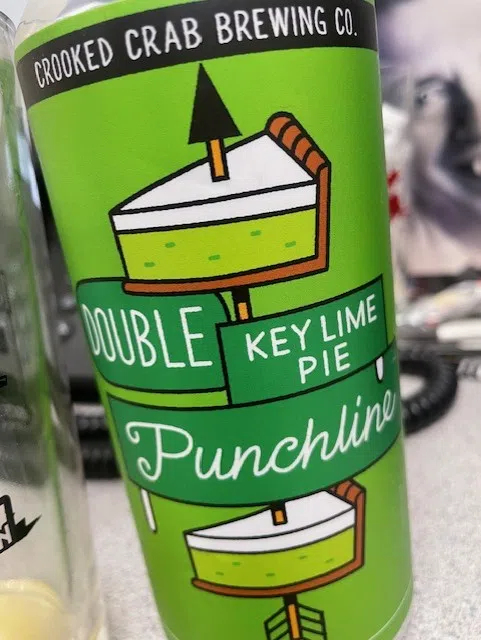 CROOKED CRAB BREWING CO.
DOUBLE
KEY LIME
PIE
Punchline